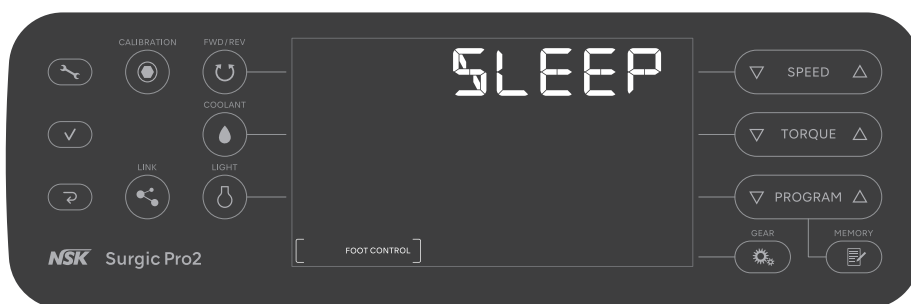 CALIBRATION FWD/REV
SLEEP
SPEED
COOLANT
TORQUE
LINK LIGHT
PROGRAM
GEAR MEMORY
FOOT CONTROL
NSK Surgic Pro2